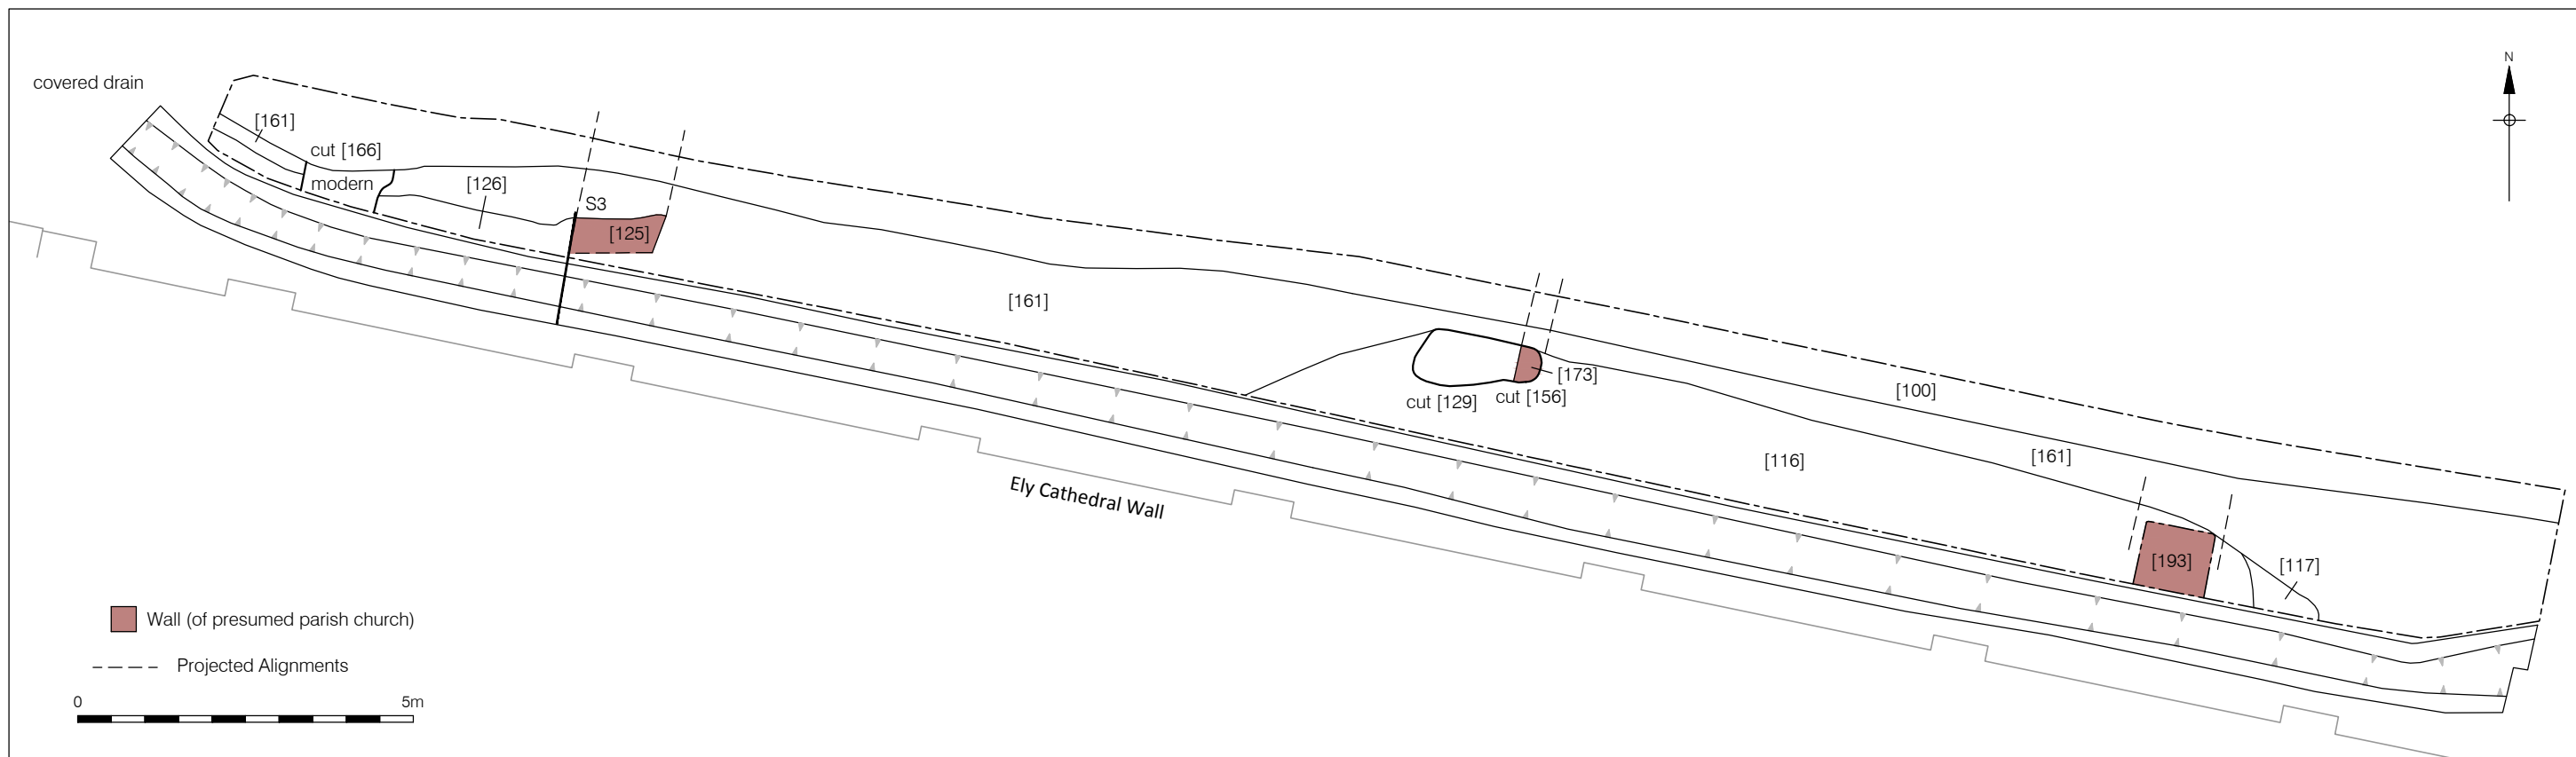 N
covered drain
[161]
cut [166]
modern
[126]
S3
[125]
[161]
[173]
cut [129]
cut [156]
[100]
[116]
[161]
Ely Cathedral Wall
[193]
[117]
Wall (of presumed parish church)
Projected Alignments
0
5m